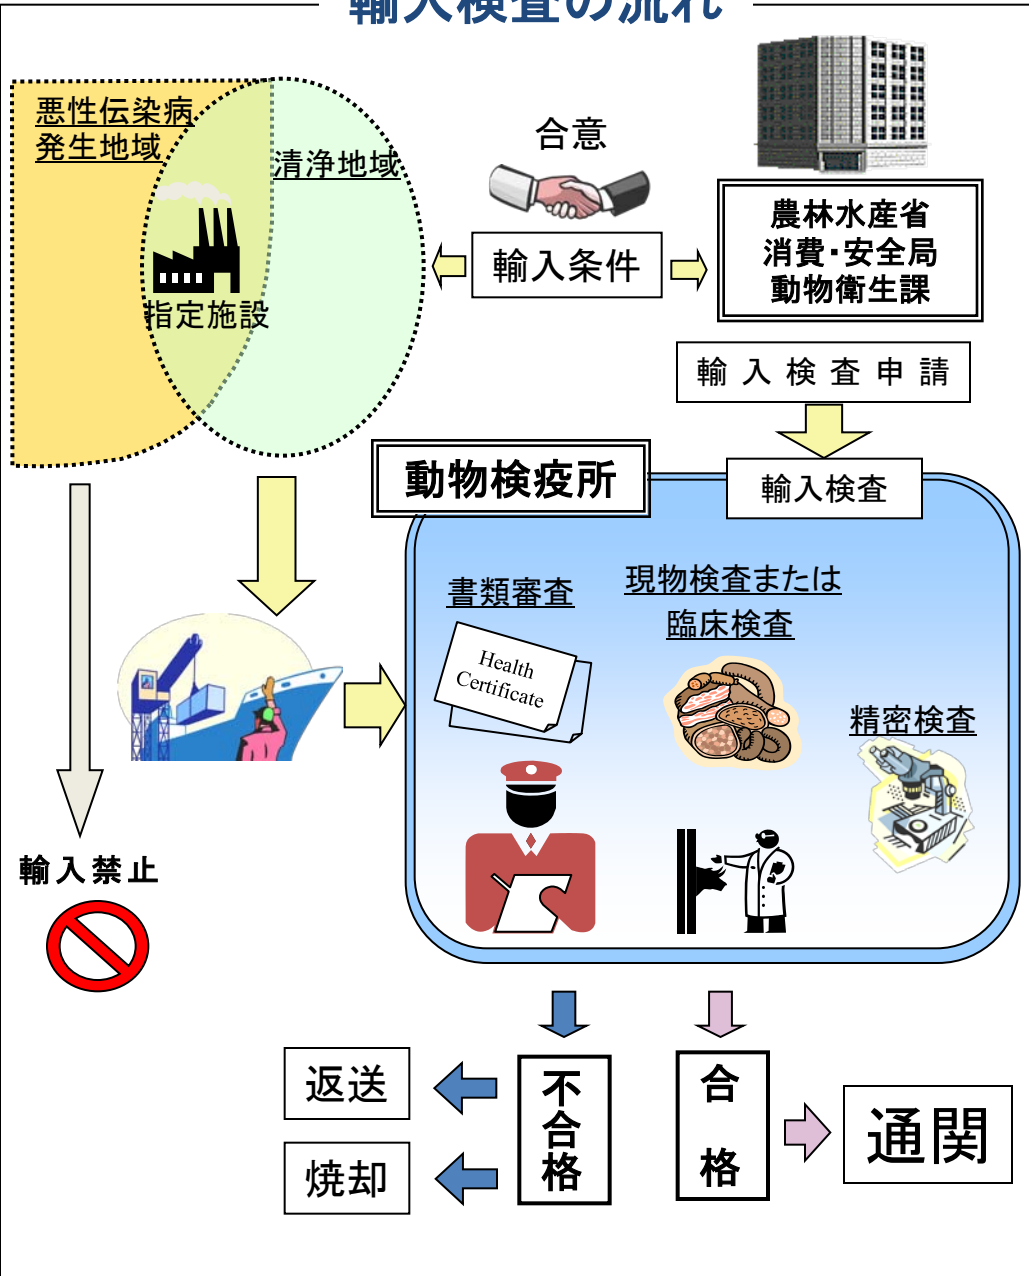 輸入検査の流れ
悪性伝染病
発生地域
清浄地域
指定施設
合意
輸入条件
農林水産省
消費・安全局
動物衛生課
輸入検査申請
動物検疫所
輸入検査
書類審査
Health
Certificate
現物検査または
臨床検査
精密検査
輸入禁止
不合格
合格
返送
焼却
通関